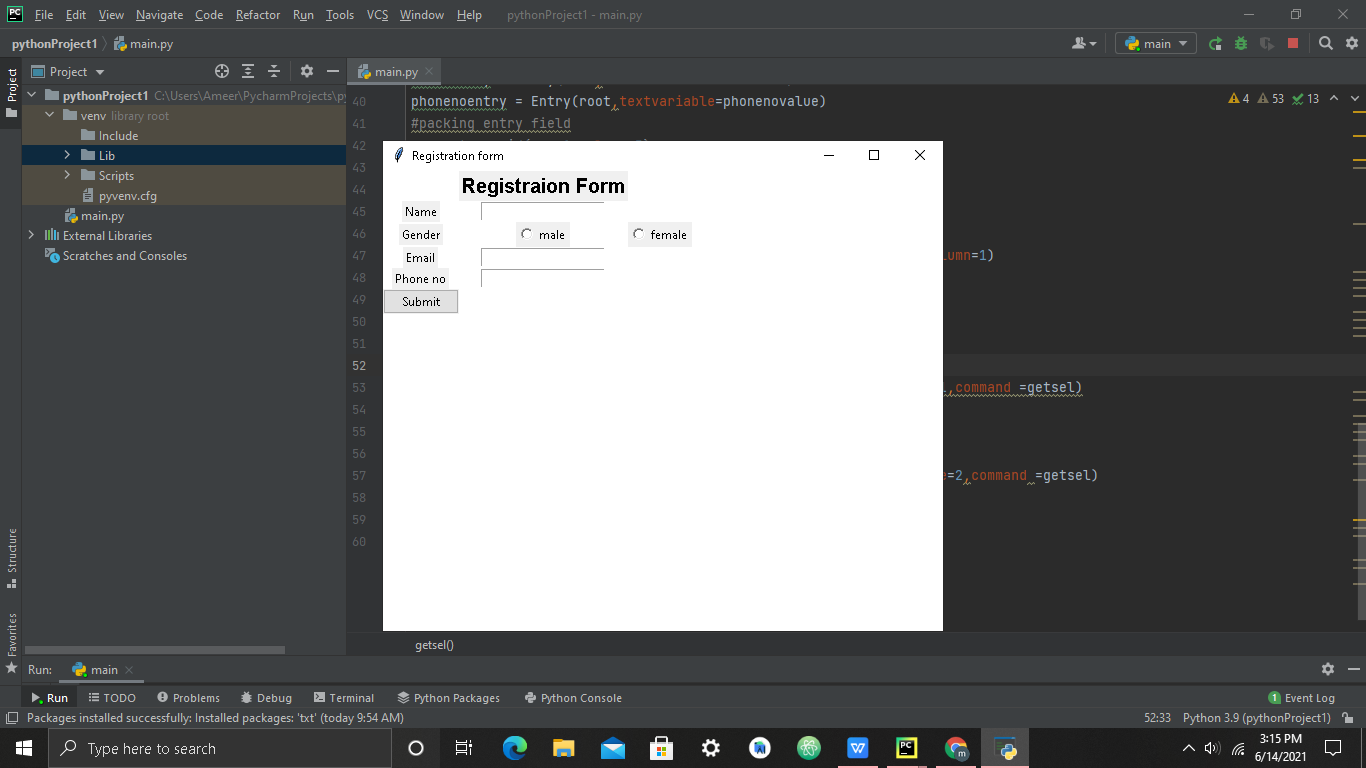 PC File Edit View Navigate Code Refactor Run Tools VCS Window Help pythonProject1 - main.py
pythonProject1 main.py main
Project Project main.py
pythonProject1 C:\Users\Ameer\PycharmProjects\py
venv library root
Include
Lib
Scripts
pyvenv.cfg
main.py
External Libraries
Scratches and Consoles
Structure
Favorites
4 53 13
40 phonenoentry = Entry(root,textvariable=phonenovalue)
41 #packing entry field
42
43
44
45
46
47 umn=1)
48
49
50
51
52
53 ,command =getsel)
54
55
56
57 =2,command =getsel)
58
59
60
Registration form
Registraion Form
Name
Gender male female
Email
Phone no
Submit
getsel()
Run: main
Run TODO Problems Debug Terminal Python Packages Python Console 1 Event Log
Packages installed successfully: Installed packages: 'txt' (today 9:54 AM) 52:33 Python 3.9 (pythonProject1)
Type here to search
W PC m
3:15 PM
6/14/2021